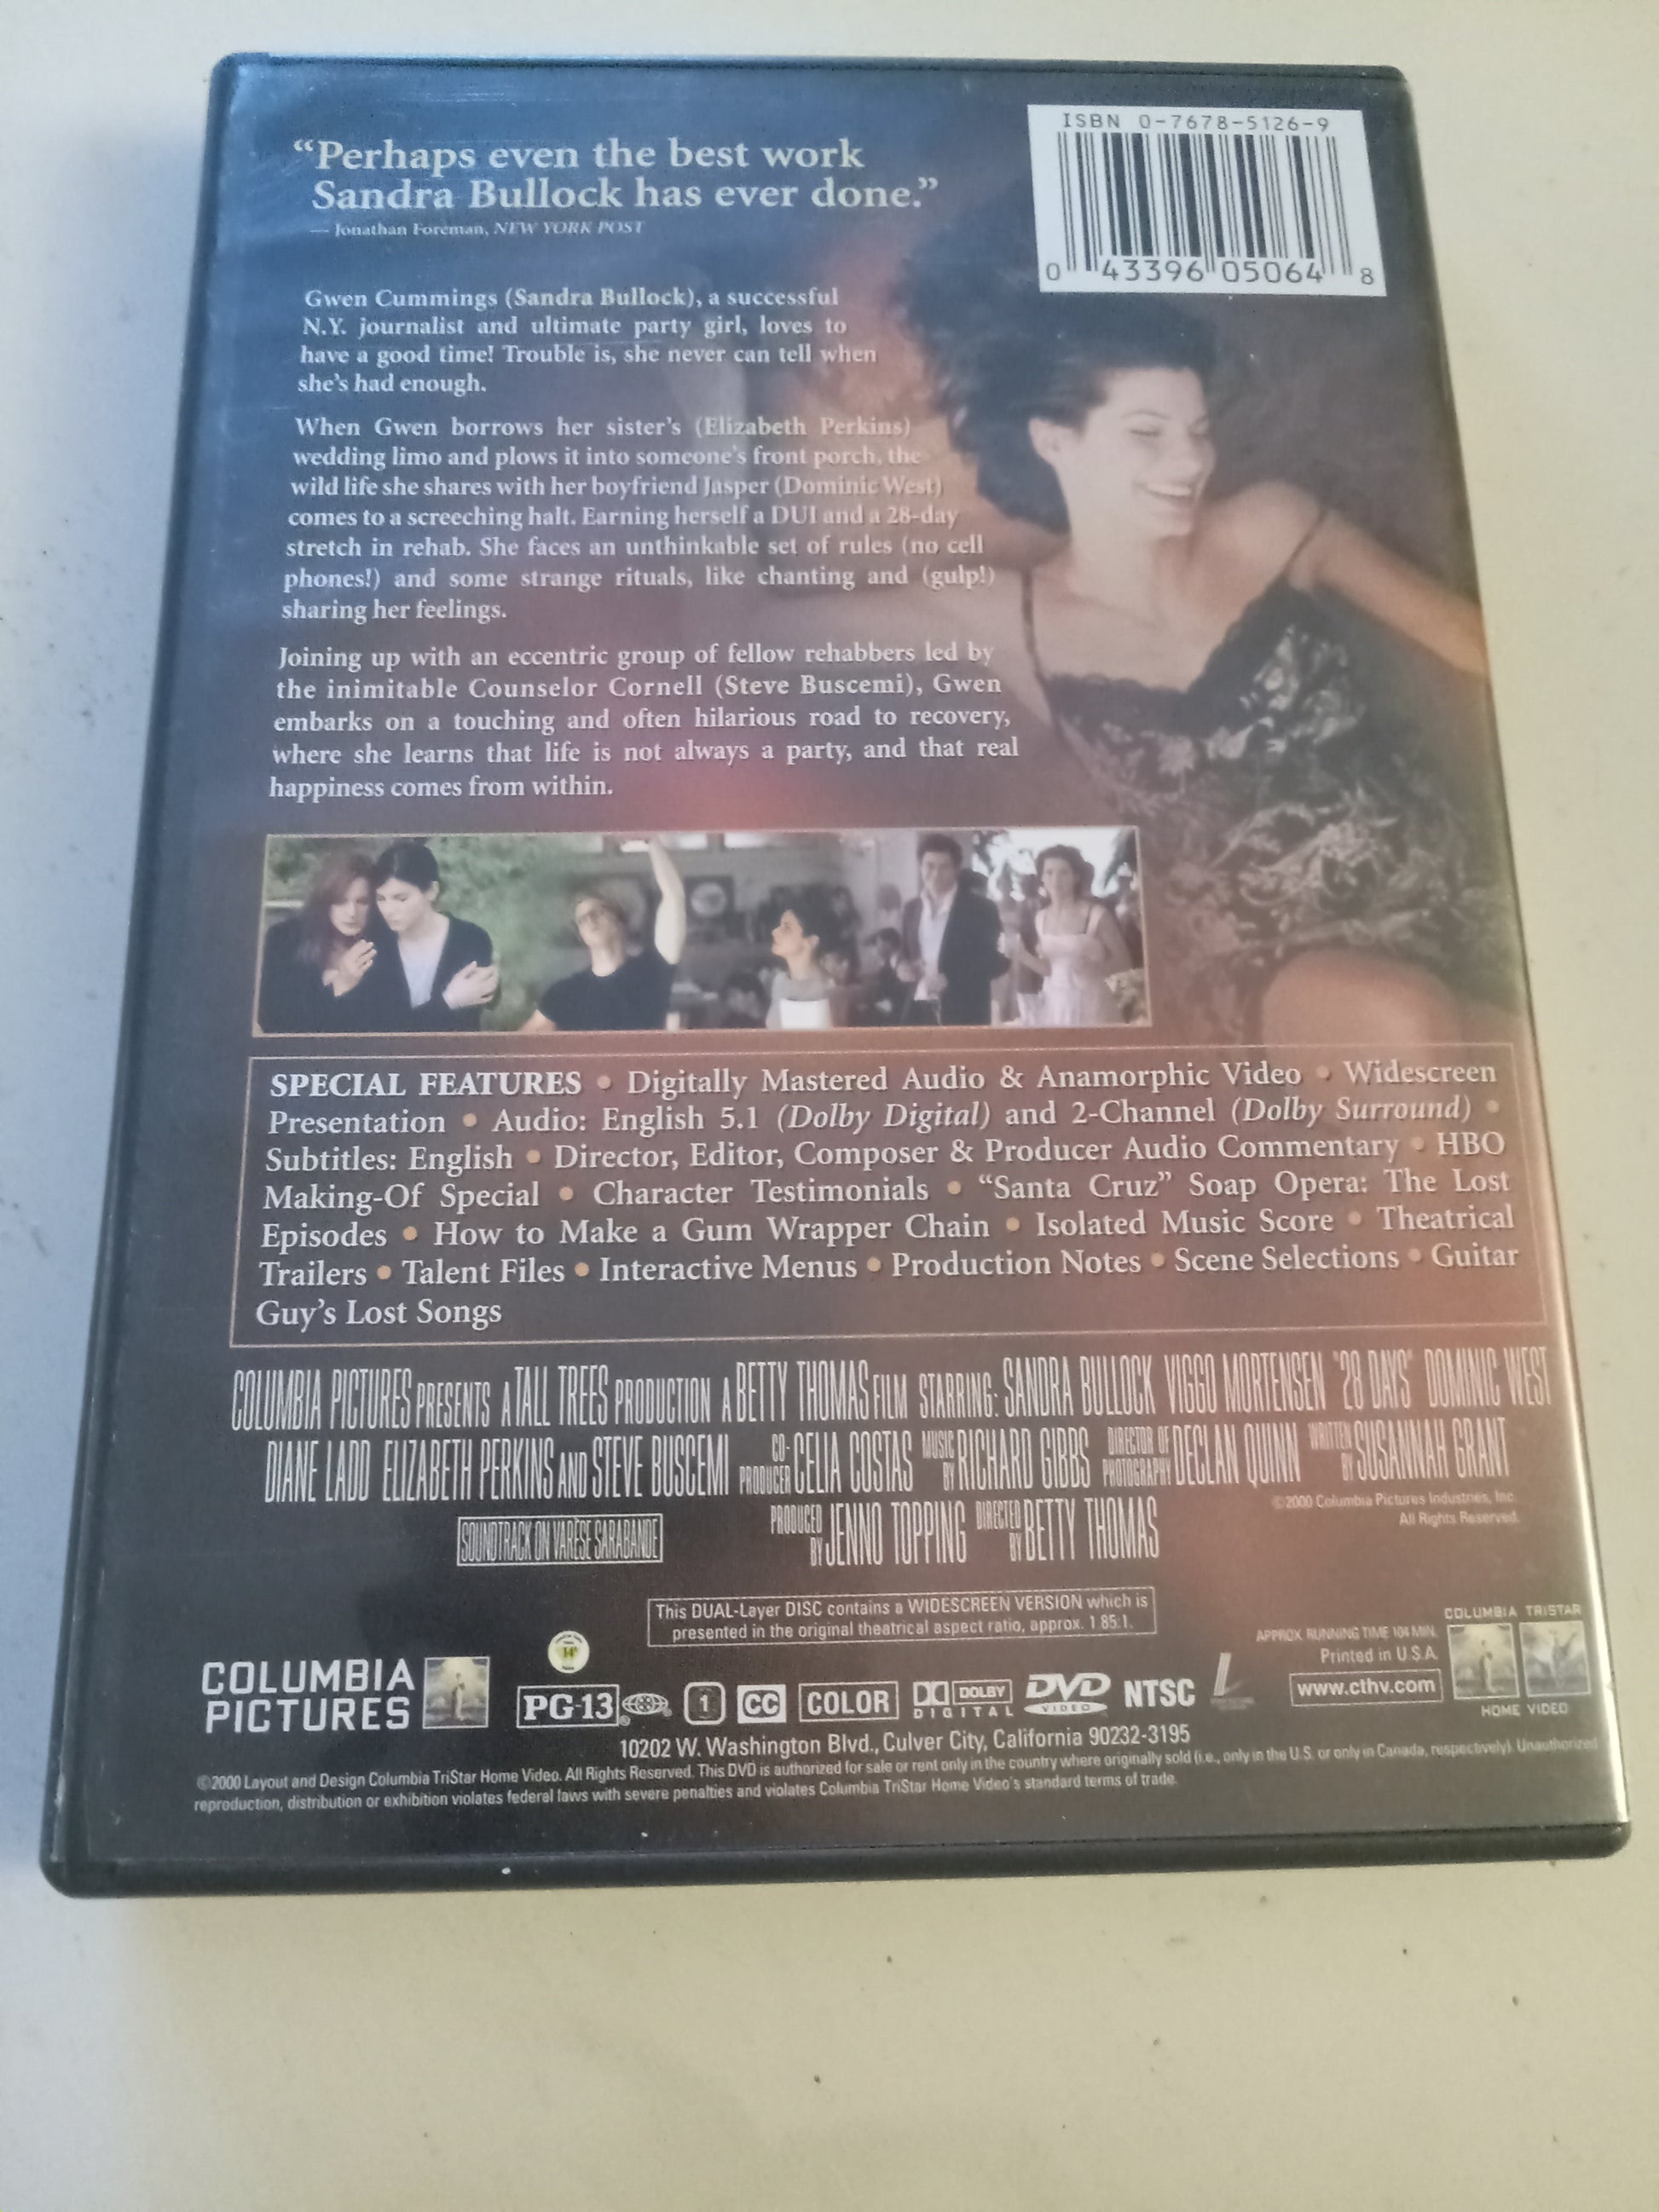 ISBN 0-7678-5126-9
0 43396 05064 8
“Perhaps even the best work
Sandra Bullock has ever done.”
— Jonathan Foreman, NEW YORK POST
Gwen Cummings (Sandra Bullock), a successful
N.Y. journalist and ultimate party girl, loves to
have a good time! Trouble is, she never can tell when
she’s had enough.
When Gwen borrows her sister’s (Elizabeth Perkins)
wedding limo and plows it into someone’s front porch, the
wild life she shares with her boyfriend Jasper (Dominic West)
comes to a screeching halt. Earning herself a DUI and a 28-day
stretch in rehab. She faces an unthinkable set of rules (no cell
phones!) and some strange rituals, like chanting and (gulp!)
sharing her feelings.
Joining up with an eccentric group of fellow rehabbers led by
the inimitable Counselor Cornell (Steve Buscemi), Gwen
embarks on a touching and often hilarious road to recovery,
where she learns that life is not always a party, and that real
happiness comes from within.
SPECIAL FEATURES • Digitally Mastered Audio & Anamorphic Video • Widescreen
Presentation • Audio: English 5.1 (Dolby Digital) and 2-Channel (Dolby Surround) •
Subtitles: English • Director, Editor, Composer & Producer Audio Commentary • HBO
Making-Of Special • Character Testimonials • “Santa Cruz” Soap Opera: The Lost
Episodes • How to Make a Gum Wrapper Chain • Isolated Music Score • Theatrical
Trailers • Talent Files • Interactive Menus • Production Notes • Scene Selections • Guitar
Guy’s Lost Songs
COLUMBIA PICTURES PRESENTS A TALL TREES PRODUCTION A BETTY THOMAS FILM STARRING: SANDRA BULLOCK VIGGO MORTENSEN "28 DAYS" DOMINIC WEST
DIANE LADD ELIZABETH PERKINS AND STEVE BUSCEMI CO-PRODUCER CELIA COSTAS MUSIC BY RICHARD GIBBS DIRECTOR OF PHOTOGRAPHY DECLAN QUINN WRITTEN BY SUSANNAH GRANT
SOUNDTRACK ON VARÈSE SARABANDE
PRODUCED BY JENNO TOPPING DIRECTED BY BETTY THOMAS
©2000 Columbia Pictures Industries, Inc.
All Rights Reserved.
This DUAL-Layer DISC contains a WIDESCREEN VERSION which is
presented in the original theatrical aspect ratio, approx. 1.85:1.
COLUMBIA
PICTURES
14
PG-13
1
CC
COLOR
DOLBY
DIGITAL
DVD
VIDEO
NTSC
APPROX. RUNNING TIME 104 MIN.
Printed in U.S.A.
www.cthv.com
COLUMBIA TRISTAR
HOME VIDEO
10202 W. Washington Blvd., Culver City, California 90232-3195
©2000 Layout and Design Columbia TriStar Home Video. All Rights Reserved. This DVD is authorized for sale or rent only in the country where originally sold (i.e., only in the U.S. or only in Canada, respectively). Unauthorized
reproduction, distribution or exhibition violates federal laws with severe penalties and violates Columbia TriStar Home Video’s standard terms of trade.